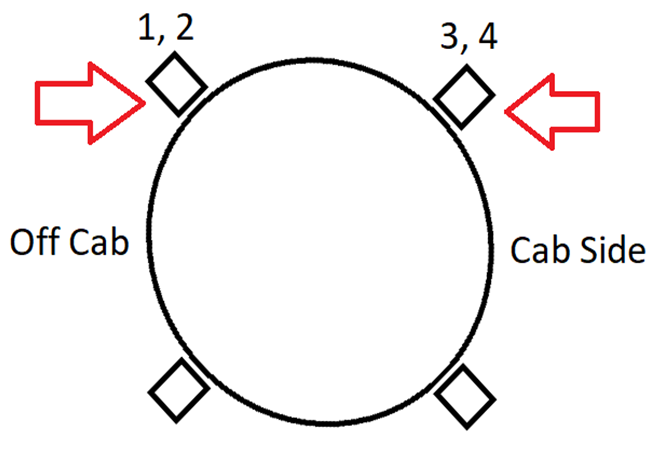 1, 2
3, 4
Off Cab
Cab Side